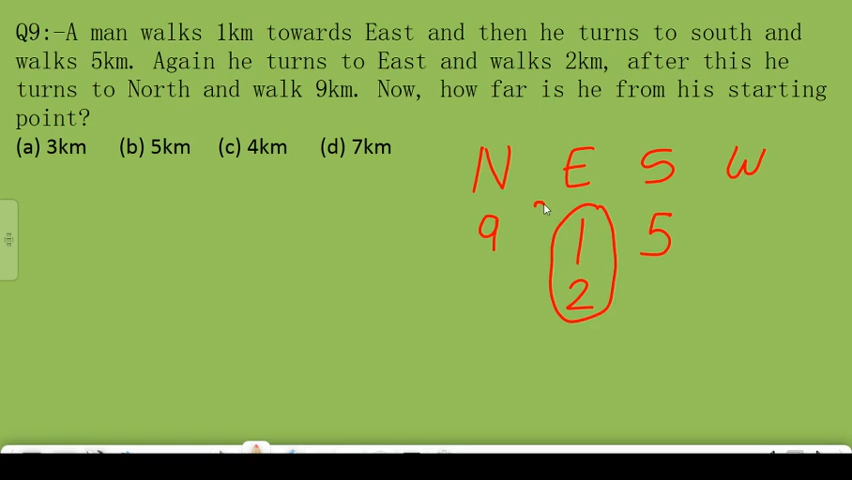 Q9:-A man walks 1km towards East and then he turns to south and
walks 5km. Again he turns to East and walks 2km, after this he
turns to North and walk 9km. Now, how far is he from his starting
point?
(a) 3km (b) 5km (c) 4km (d) 7km
N E S W
9 1 5
2